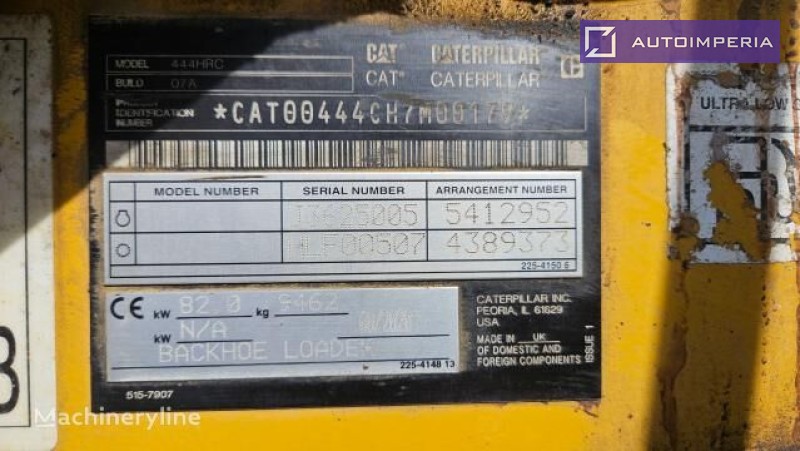 AUTOIMPERIA
MODEL 444HRC
BUILD 07A
CAT CATERPILLAR
CAT® CATERPILLAR
PRODUCT IDENTIFICATION NUMBER
MODEL NUMBER SERIAL NUMBER ARRANGEMENT NUMBER
5412952
4389373
225-4150 6
CE kW 82.0 kg 9462
kW N/A
BACKHOE LOADER
225-4148 13
CATERPILLAR INC.
PEORIA, IL 61629
USA
MADE IN UK
OF DOMESTIC AND
FOREIGN COMPONENTS
ISSUE 1
515-7907
ULTRA LOW
Machineryline